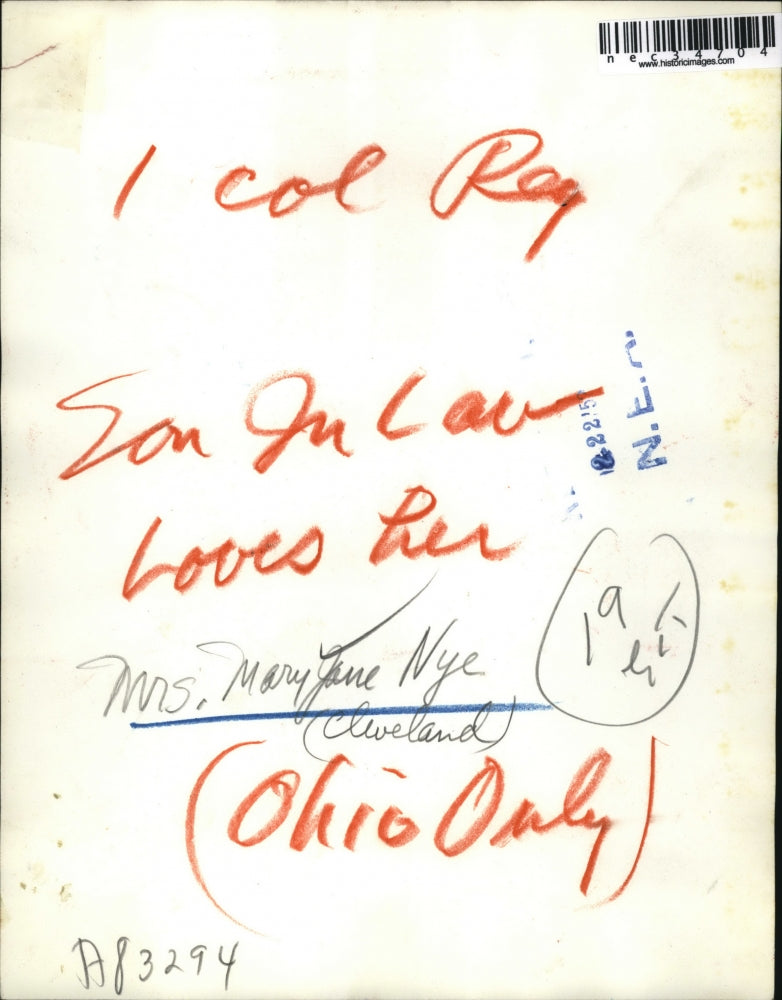 nec34704
www.historicimages.com
1 col Reg
Son In Law
Loves her
N.E.A.
Mrs. Mary Jane Nye
(Cleveland)
(Ohio Only)
A83294